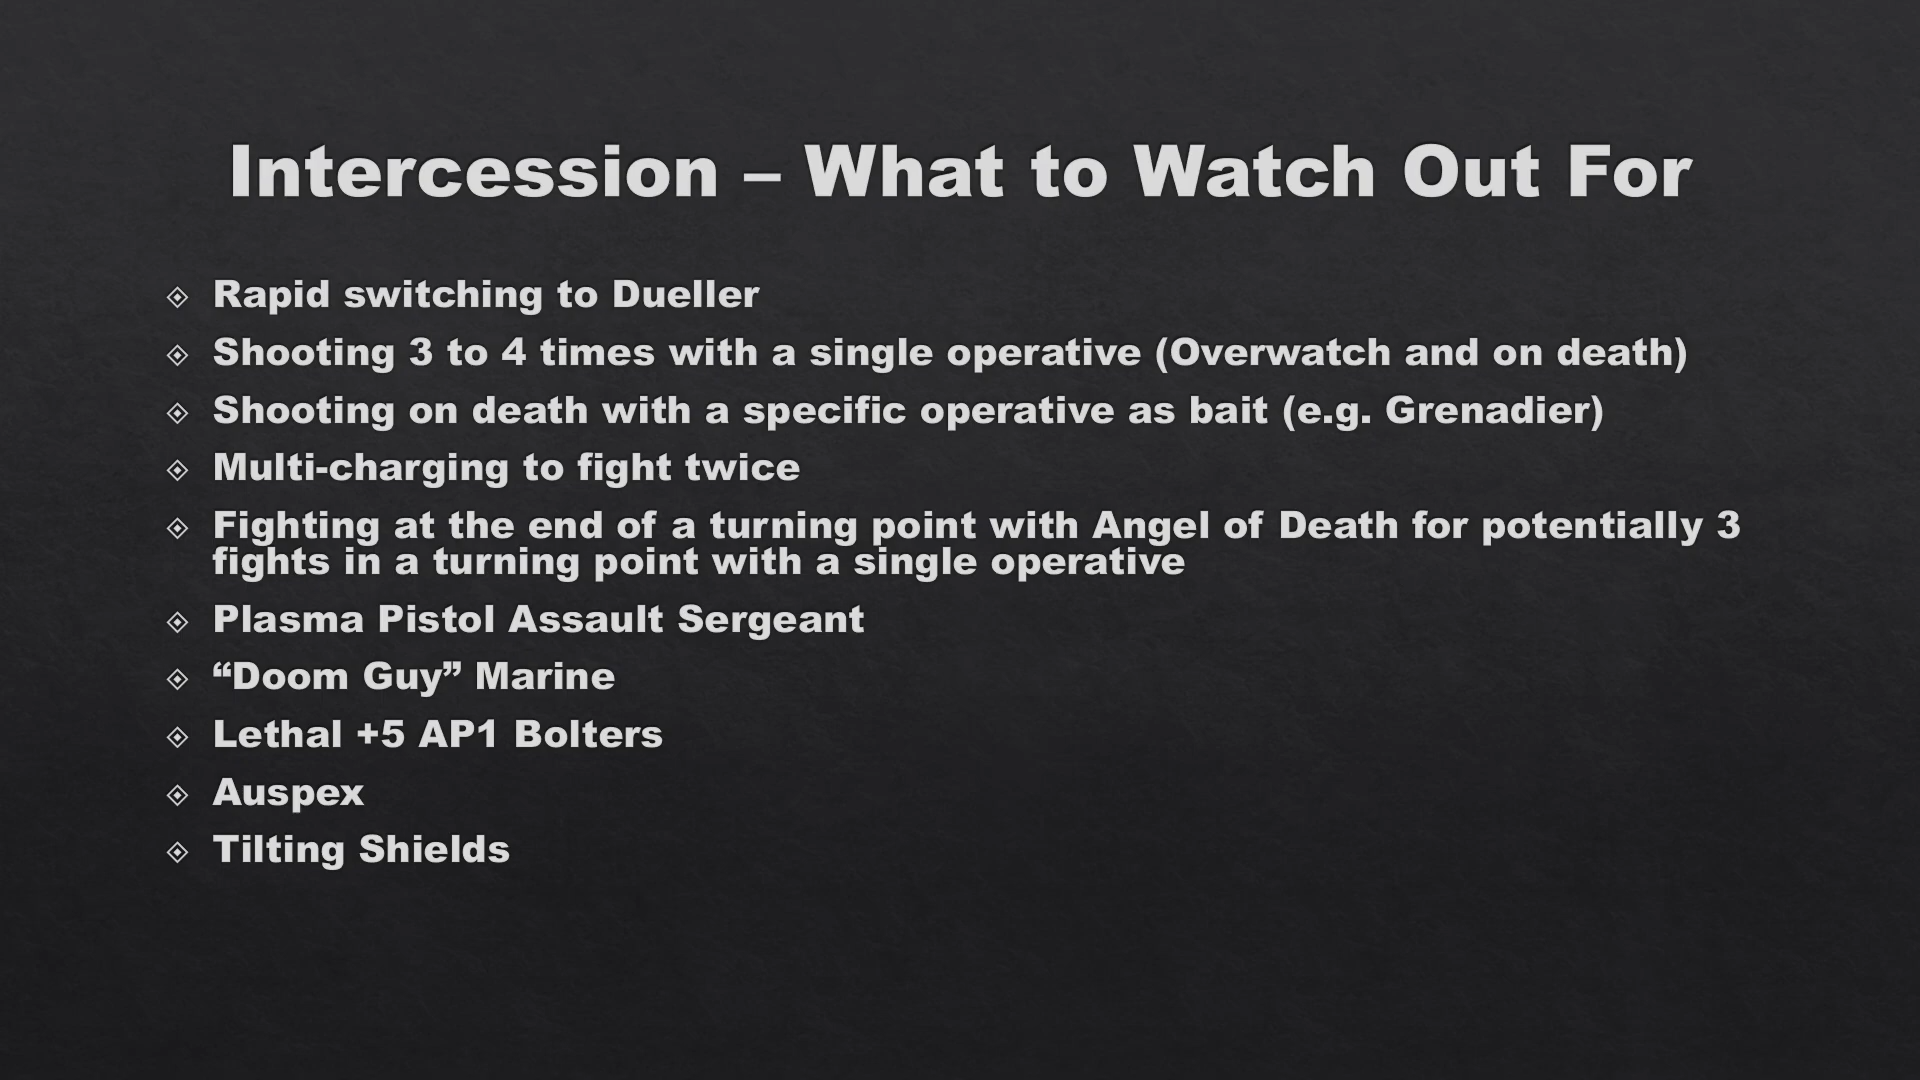 Intercession – What to Watch Out For
Rapid switching to Dueller
Shooting 3 to 4 times with a single operative (Overwatch and on death)
Shooting on death with a specific operative as bait (e.g. Grenadier)
Multi-charging to fight twice
Fighting at the end of a turning point with Angel of Death for potentially 3
fights in a turning point with a single operative
Plasma Pistol Assault Sergeant
“Doom Guy” Marine
Lethal +5 AP1 Bolters
Auspex
Tilting Shields